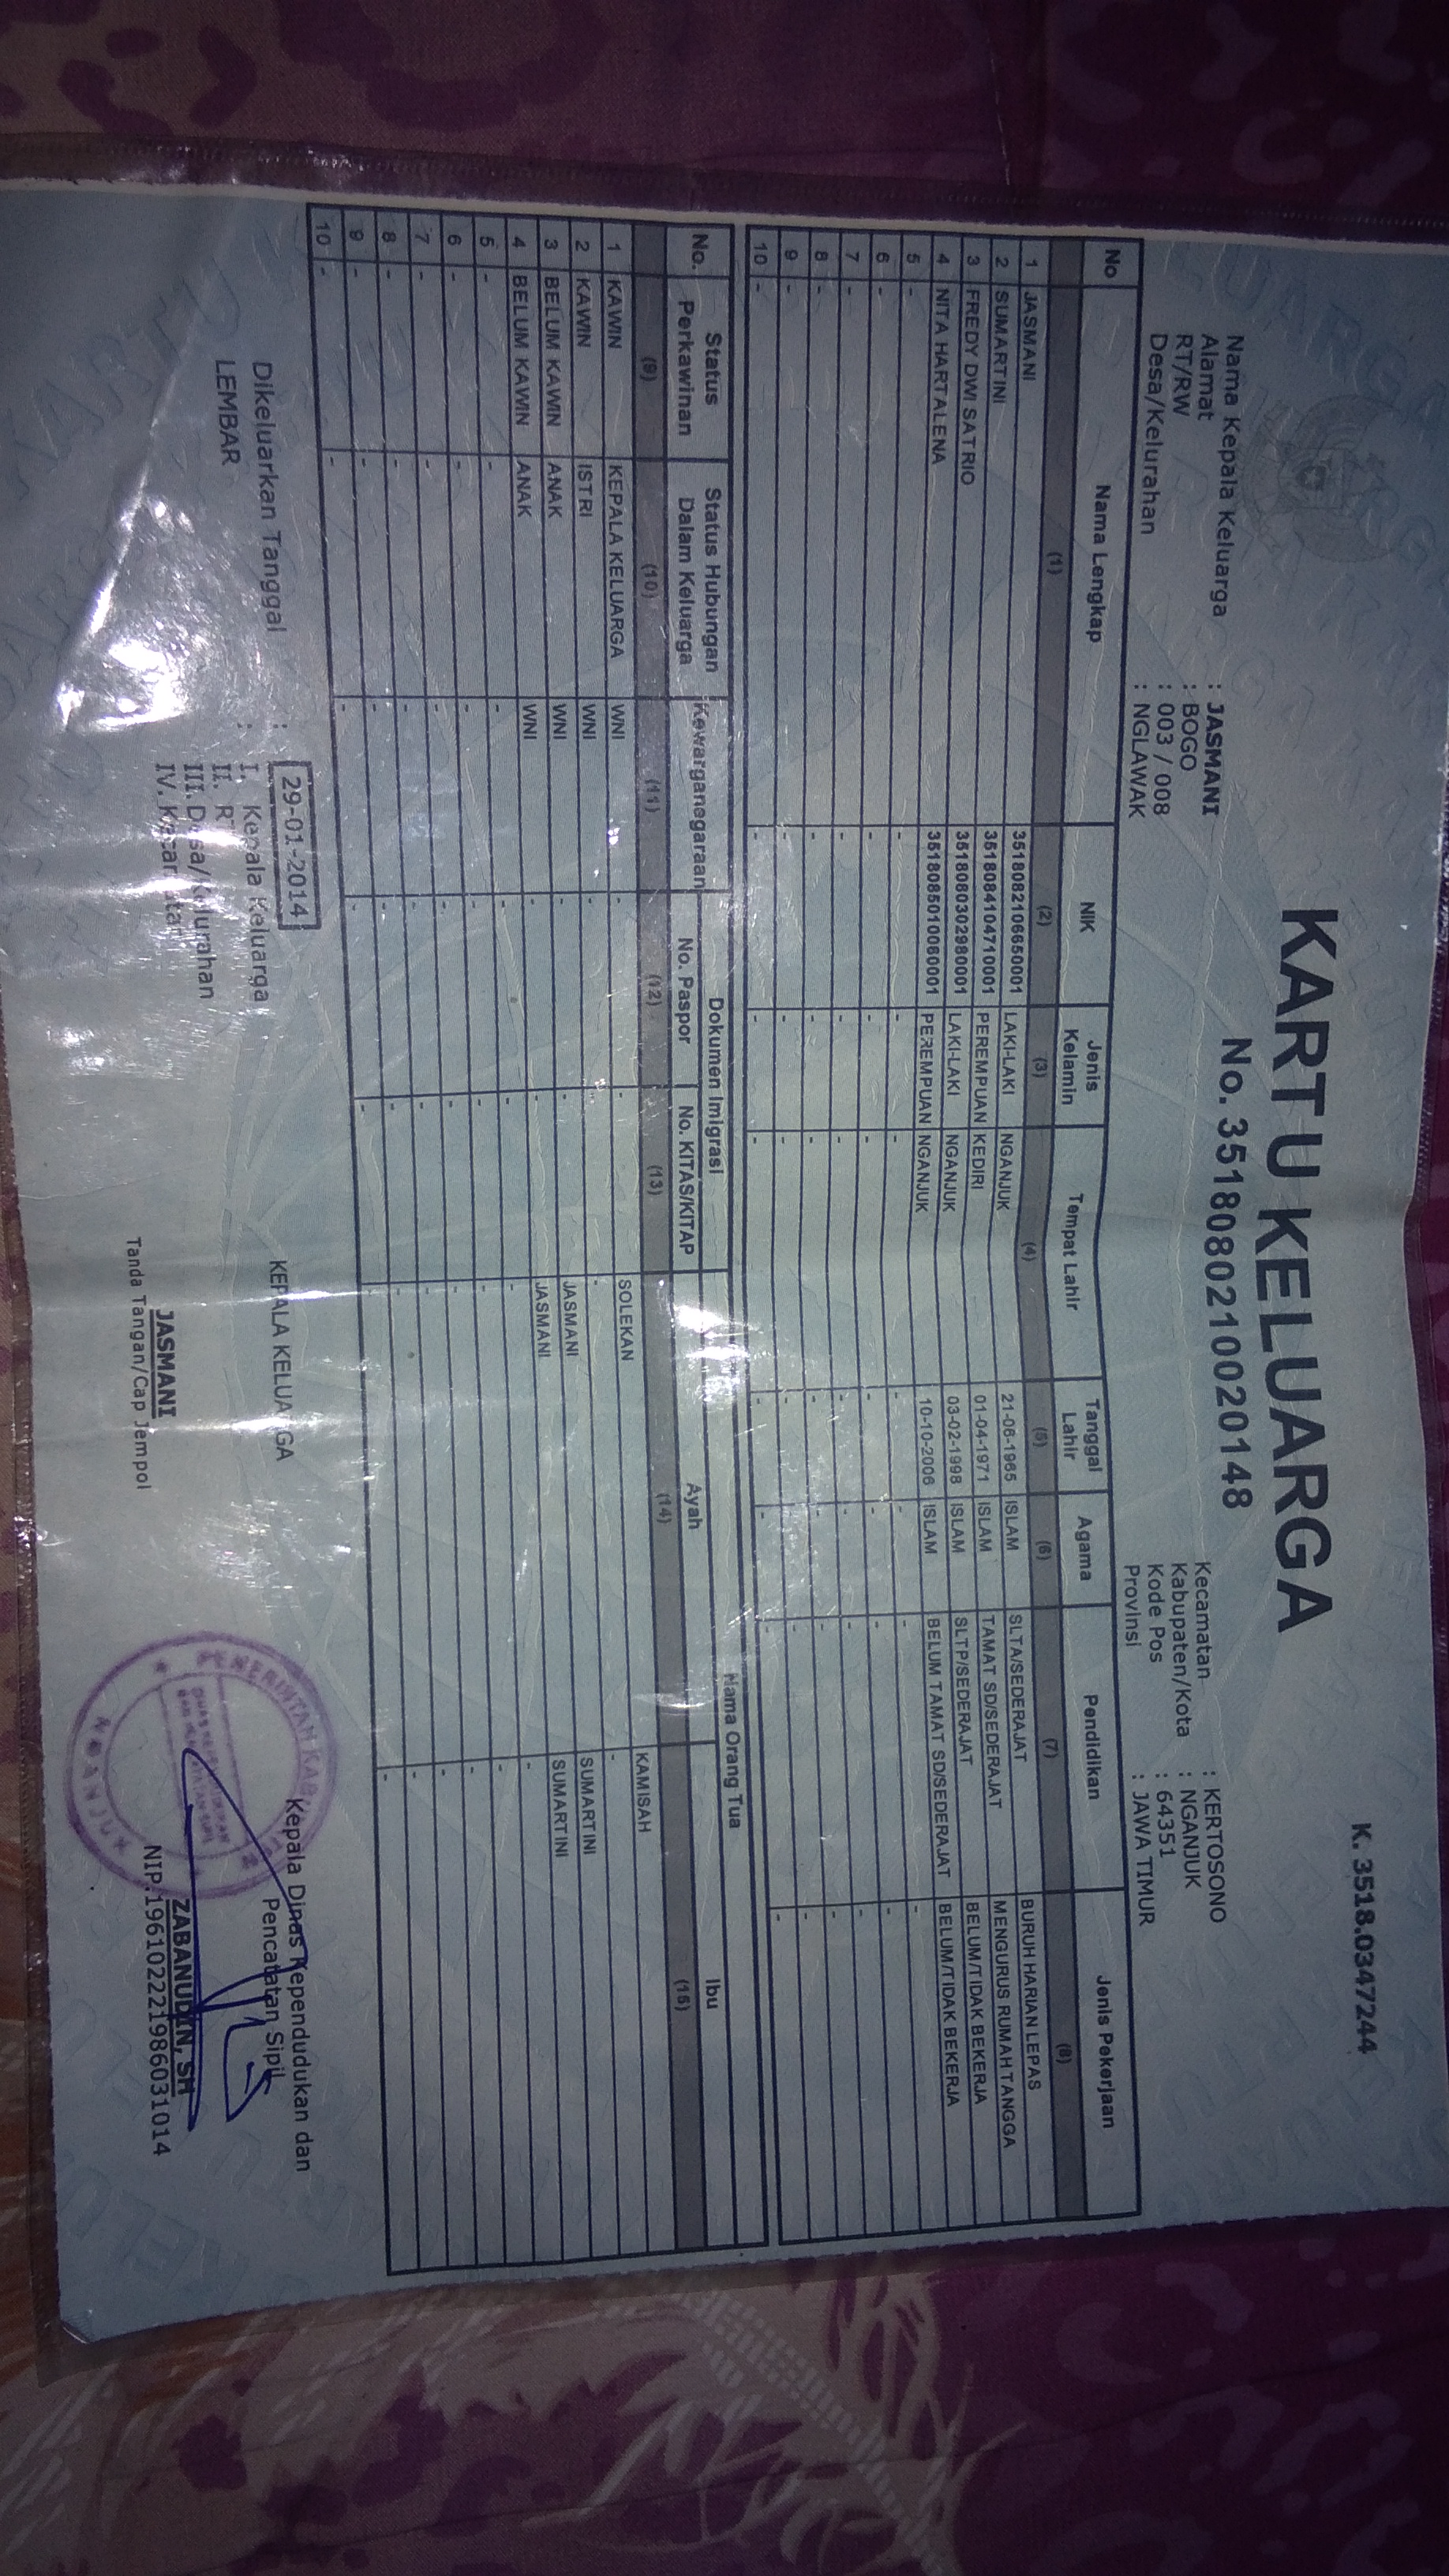 K. 3518.0347244
KARTU KELUARGA
No. 3518080210020148
Nama Kepala Keluarga : JASMANI
Alamat : BOGO
RT/RW : 003 / 008
Desa/Kelurahan : NGLAWAK
Kecamatan : KERTOSONO
Kabupaten/Kota : NGANJUK
Kode Pos : 64351
Provinsi : JAWA TIMUR
No Nama Lengkap NIK Jenis Kelamin Tempat Lahir Tanggal Lahir Agama Pendidikan Jenis Pekerjaan
(1) (2) (3) (4) (5) (6) (7) (8)
1 JASMANI 3518082106650001 LAKI-LAKI NGANJUK 21-06-1965 ISLAM SLTA/SEDERAJAT BURUH HARIAN LEPAS
2 SUMARTINI 3518084104710001 PEREMPUAN KEDIRI 01-04-1971 ISLAM TAMAT SD/SEDERAJAT MENGURUS RUMAH TANGGA
3 FREDY DWI SATRIO 3518080302980001 LAKI-LAKI NGANJUK 03-02-1998 ISLAM SLTP/SEDERAJAT BELUM/TIDAK BEKERJA
4 NITA HARTALENA 3518085010060001 PEREMPUAN NGANJUK 10-10-2006 ISLAM BELUM TAMAT SD/SEDERAJAT BELUM/TIDAK BEKERJA
5 - - - - - - - -
6 - - - - - - - -
7 - - - - - - - -
8 - - - - - - - -
9 - - - - - - - -
10 - - - - - - - -
No. Status Perkawinan Status Hubungan Dalam Keluarga Kewarganegaraan Dokumen Imigrasi Nama Orang Tua
No. Paspor No. KITAS/KITAP Ayah Ibu
(9) (10) (11) (12) (13) (14) (15)
1 KAWIN KEPALA KELUARGA WNI - - SOLEKAN KAMISAH
2 KAWIN ISTRI WNI - - - -
3 BELUM KAWIN ANAK WNI - - JASMANI SUMARTINI
4 BELUM KAWIN ANAK WNI - - JASMANI SUMARTINI
5 - - - - - - -
6 - - - - - - -
7 - - - - - - -
8 - - - - - - -
9 - - - - - - -
10 - - - - - - -
Dikeluarkan Tanggal : 29-01-2014
LEMBAR : I. Kepala Keluarga
II.
III. Desa/Kelurahan
IV.
KEPALA KELUARGA
JASMANI
Tanda Tangan/Cap Jempol
Kepala Dinas Kependudukan dan
Pencatatan Sipil
ZABANUDIN, SH
NIP.196102221986031014
PEMERINTAH KAB
NGANJUK